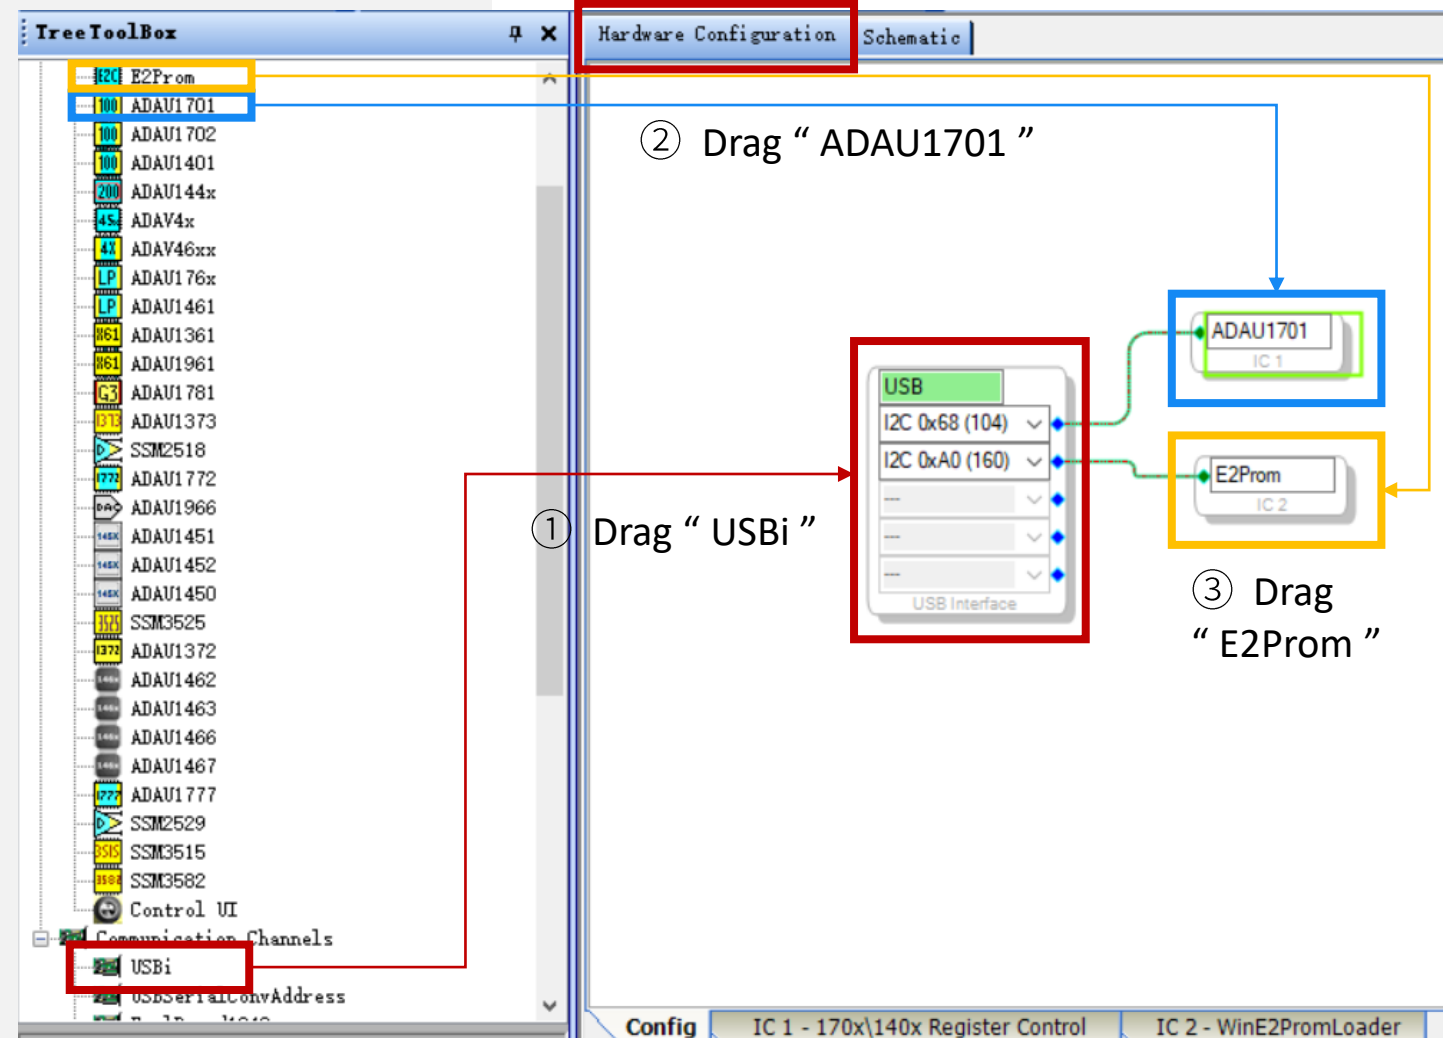 TreeToolBox
E2Prom
ADAU1701
ADAU1702
ADAU1401
ADAU144x
ADAV4x
ADAV46xx
ADAU176x
ADAU1461
ADAU1361
ADAU1961
ADAU1781
ADAU1373
SSM2518
ADAU1772
ADAU1966
ADAU1451
ADAU1452
ADAU1450
SSM3525
ADAU1372
ADAU1462
ADAU1463
ADAU1466
ADAU1467
ADAU1777
SSM2529
SSM3515
SSM3582
Control UI
Communication Channels
USBi
USBSerialConvAddress
Hardware Configuration
Schematic
② Drag “ ADAU1701 ”
ADAU1701
IC 1
USB
I2C 0x68 (104)
I2C 0xA0 (160)
---
---
---
USB Interface
E2Prom
IC 2
① Drag “ USBi ”
③ Drag
“ E2Prom ”
Config
IC 1 - 170x\140x Register Control
IC 2 - WinE2PromLoader